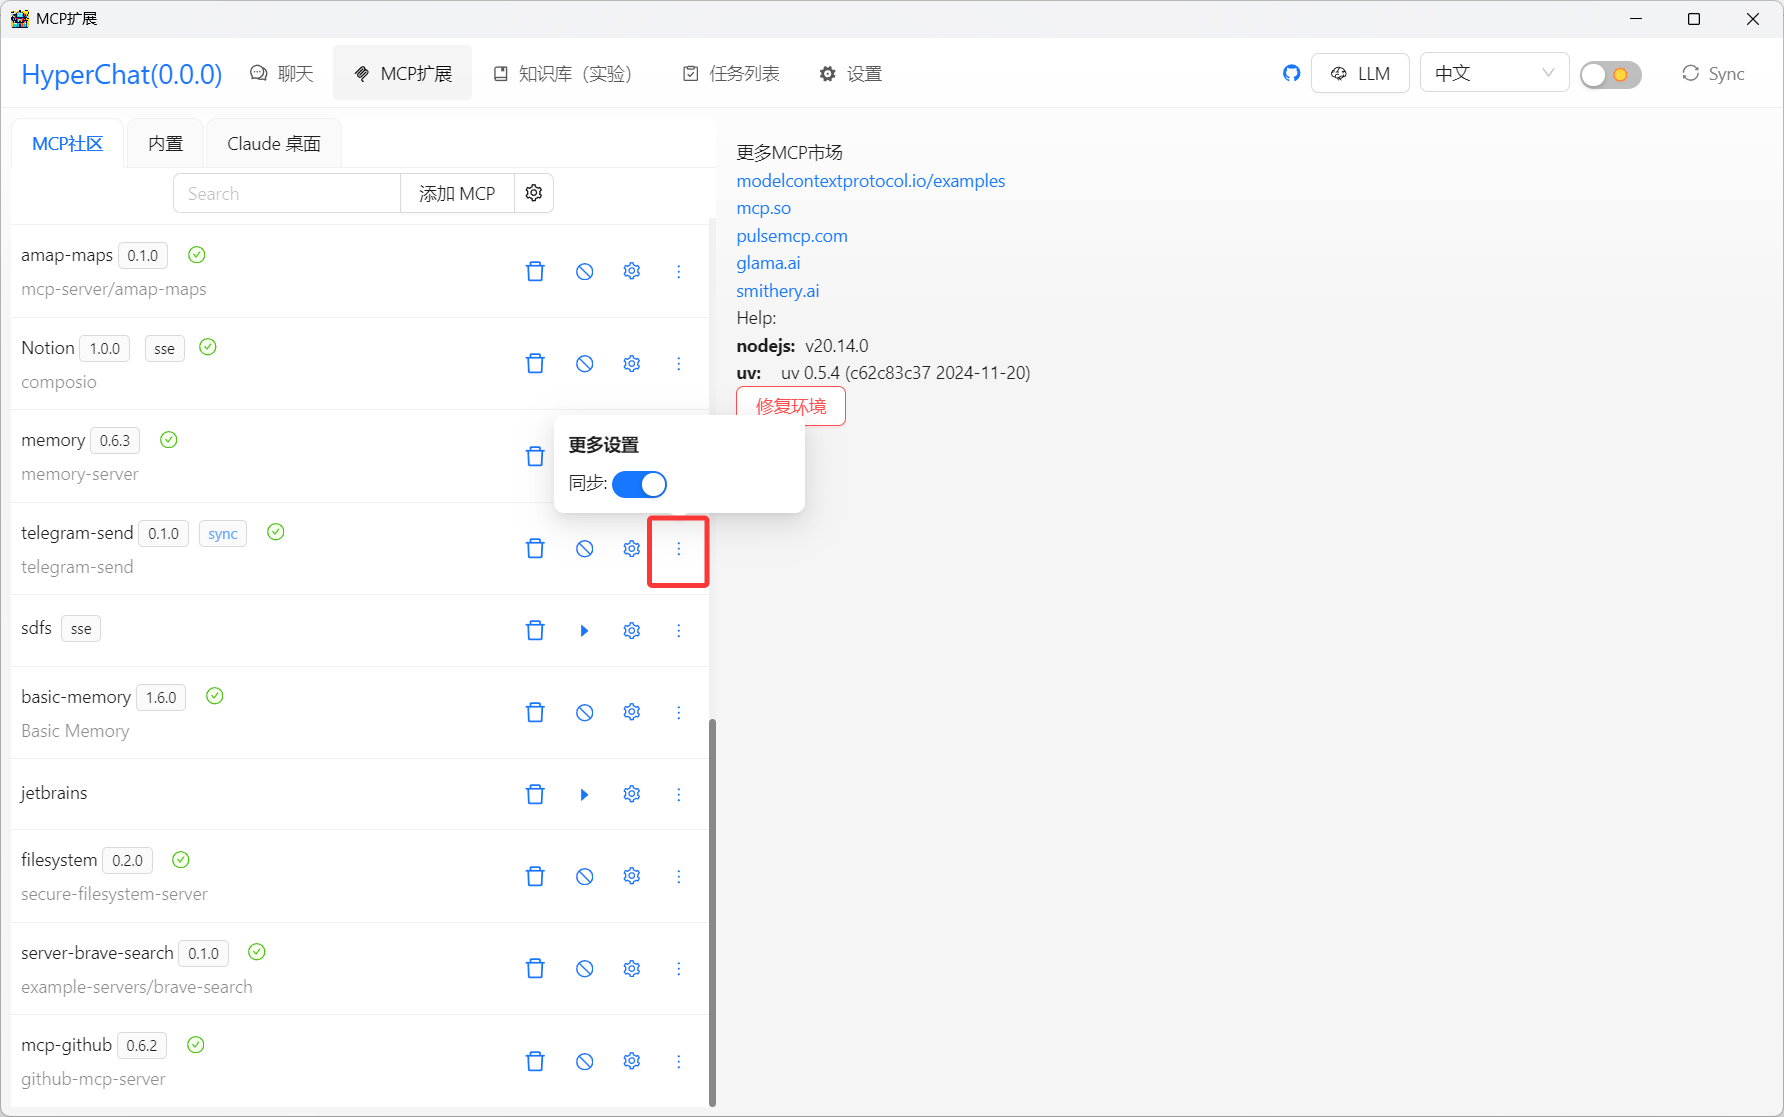 MCP扩展
HyperChat(0.0.0)
聊天
MCP扩展
知识库（实验）
任务列表
设置
LLM
中文
Sync
MCP社区
内置
Claude 桌面
Search
添加 MCP
amap-maps 0.1.0
mcp-server/amap-maps
Notion 1.0.0 sse
composio
memory 0.6.3
memory-server
telegram-send 0.1.0 sync
telegram-send
sdfs sse
basic-memory 1.6.0
Basic Memory
jetbrains
filesystem 0.2.0
secure-filesystem-server
server-brave-search 0.1.0
example-servers/brave-search
mcp-github 0.6.2
github-mcp-server
更多MCP市场
modelcontextprotocol.io/examples
mcp.so
pulsemcp.com
glama.ai
smithery.ai
Help:
nodejs: v20.14.0
uv: uv 0.5.4 (c62c83c37 2024-11-20)
修复环境
更多设置
同步: